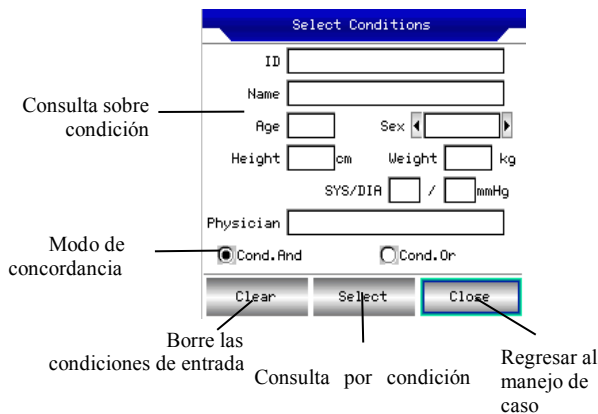 Select Conditions
ID
Name
Consulta sobre
condición
Age Sex
Height cm Weight kg
SYS/DIA / mmHg
Physician
Modo de
concordancia
Cond.And Cond.Or
Clear Select Close
Borre las
condiciones de entrada
Consulta por condición
Regresar al
manejo de
caso